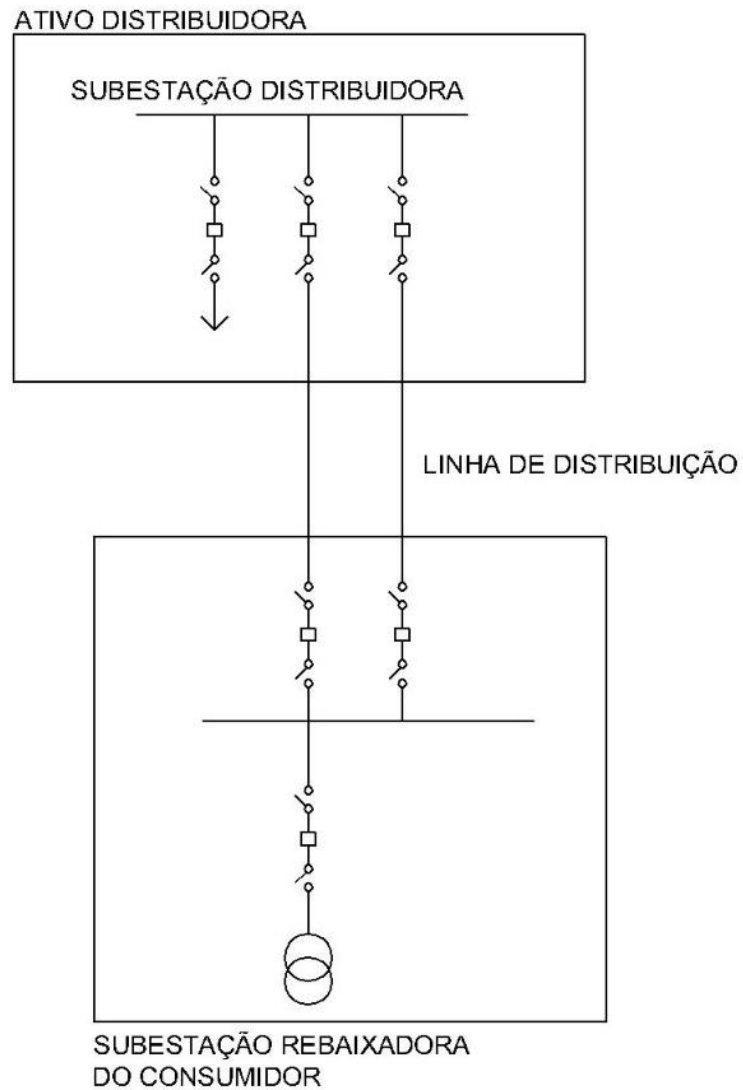 ATIVO DISTRIBUIDORA
SUBESTAÇÃO DISTRIBUIDORA
LINHA DE DISTRIBUIÇÃO
SUBESTAÇÃO REBAIXADORA
DO CONSUMIDOR